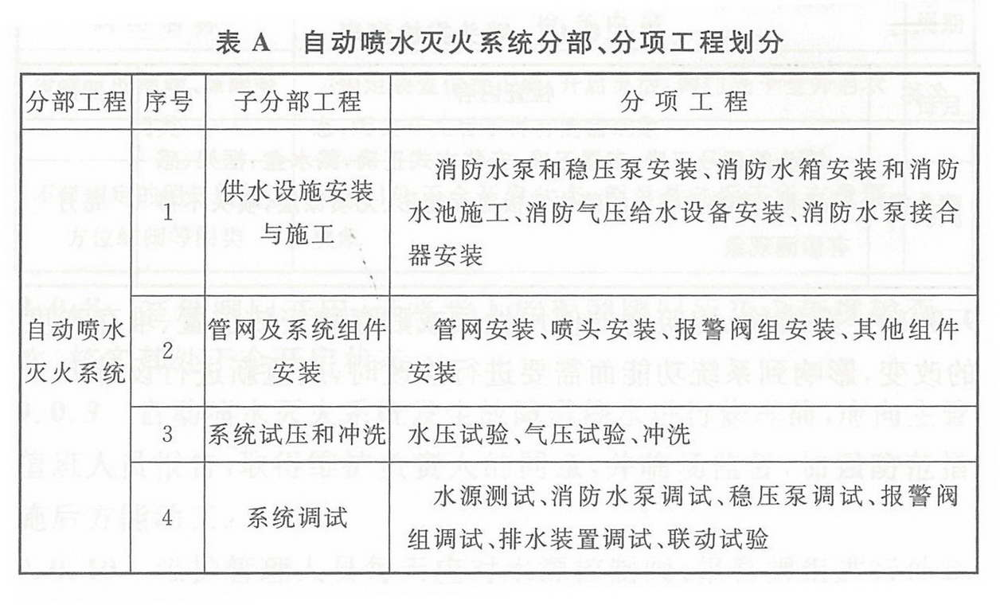 表 A 自动喷水灭火系统分部、分项工程划分
分部工程 序号 子分部工程 分项工程
自动喷水
灭火系统
1
供水设施安装
与施工
消防水泵和稳压泵安装、消防水箱安装和消防
水池施工、消防气压给水设备安装、消防水泵接合
器安装
2
管网及系统组件
安装
管网安装、喷头安装、报警阀组安装、其他组件
安装
3 系统试压和冲洗 水压试验、气压试验、冲洗
4
系统调试
水源测试、消防水泵调试、稳压泵调试、报警阀
组调试、排水装置调试、联动试验